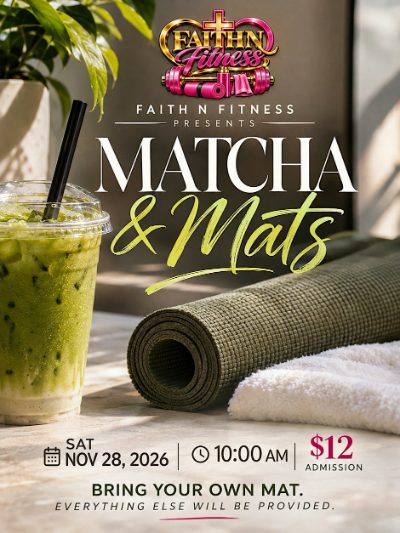 FAITH N
Fitness
FAITH N FITNESS
PRESENTS
MATCHA
& Mats
SAT
NOV 28, 2026
10:00 AM
$12
ADMISSION
BRING YOUR OWN MAT.
EVERYTHING ELSE WILL BE PROVIDED.